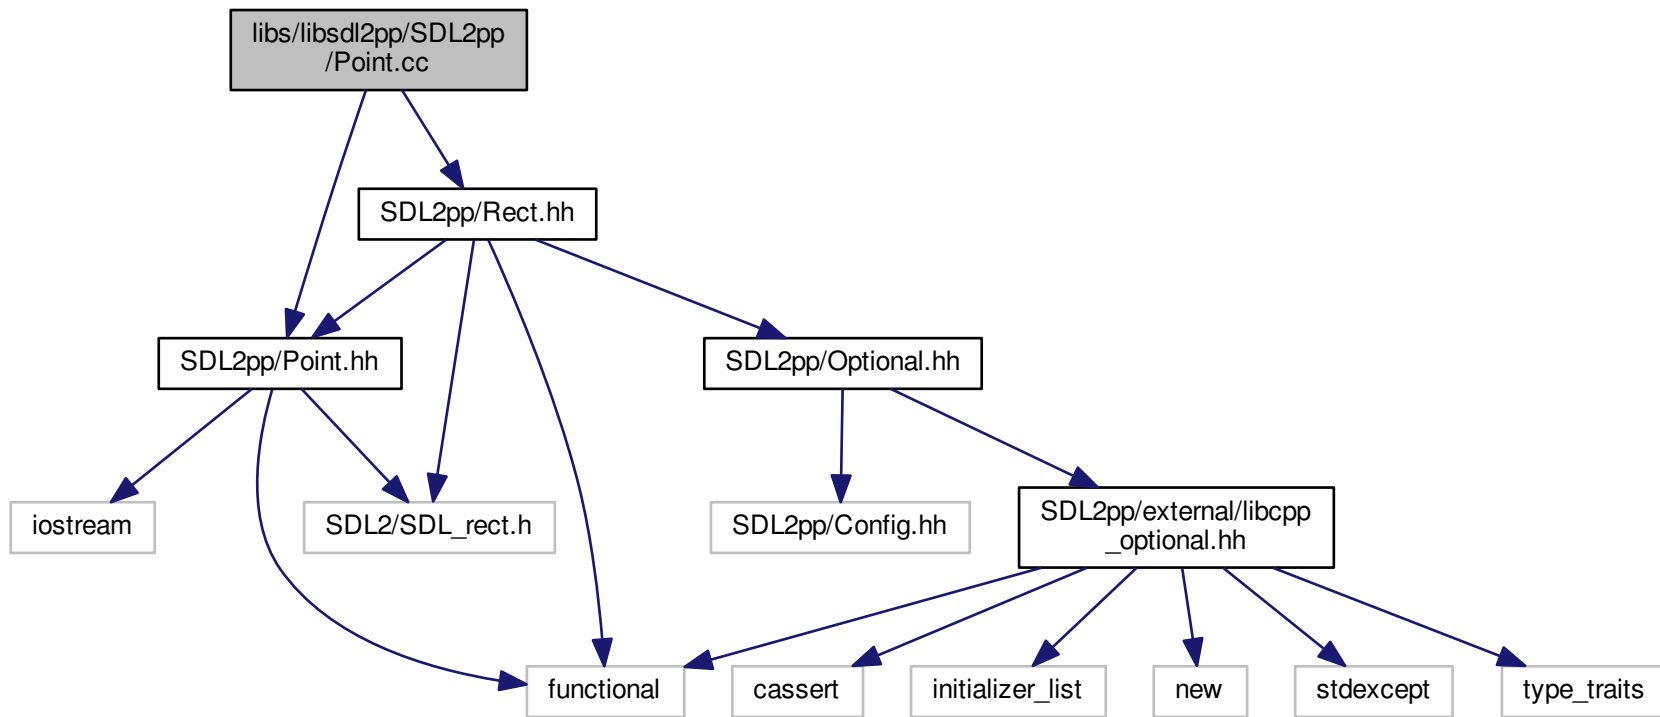 libs/libsdl2pp/SDL2pp
/Point.cc
SDL2pp/Rect.hh
SDL2pp/Point.hh
SDL2pp/Optional.hh
iostream
SDL2/SDL_rect.h
SDL2pp/Config.hh
SDL2pp/external/libcpp
_optional.hh
functional
cassert
initializer_list
new
stdexcept
type_traits